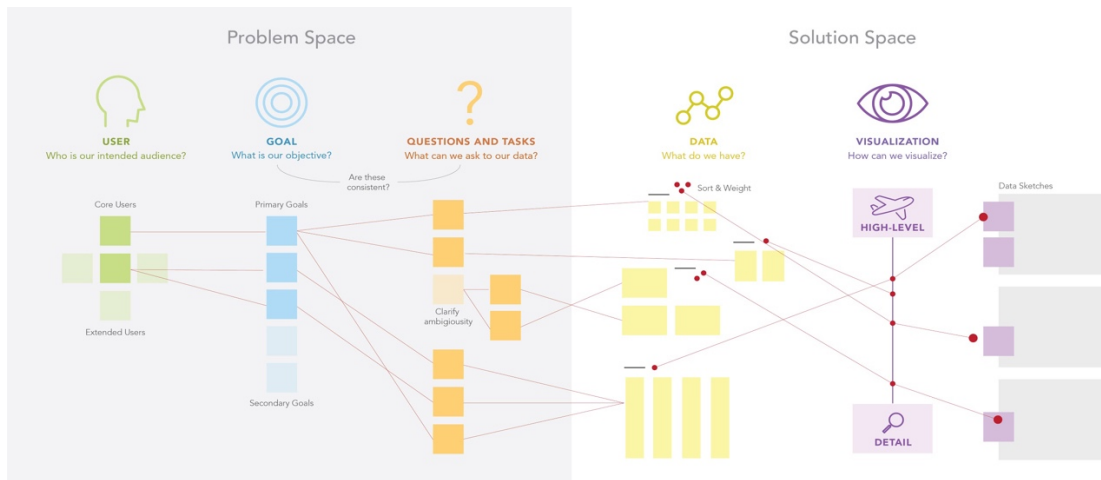 Problem Space
Solution Space
USER
Who is our intended audience?
GOAL
What is our objective?
QUESTIONS AND TASKS
What can we ask to our data?
DATA
What do we have?
VISUALIZATION
How can we visualize?
Are these
consistent?
Core Users
Extended Users
Primary Goals
Secondary Goals
Clarify
ambigiousity
Sort & Weight
HIGH-LEVEL
DETAIL
Data Sketches